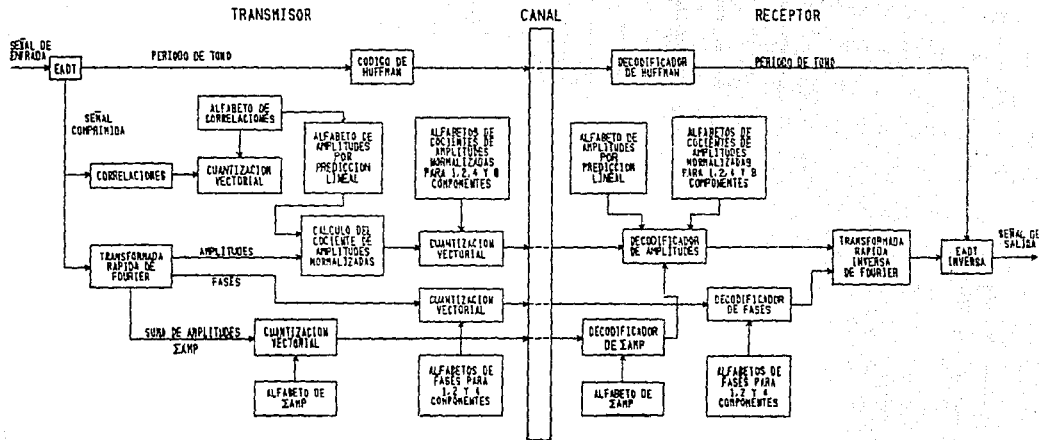 TRANSMISOR
CANAL
RECEPTOR
SEÑAL DE
ENTRADA
EADT
PERIODO DE TONO
CODIGO DE
HUFFMAN
DECODIFICADOR
DE HUFFMAN
PERIODO DE TONO
SEÑAL
COMPRIMIDA
ALFABETO DE
CORRELACIONES
ALFABETO DE
AMPLITUDES
POR
PREDICCION
LINEAL
ALFABETOS DE
COCIENTES DE
AMPLITUDES
NORMALIZADAS
PARA 1,2,4 Y 8
COMPONENTES
ALFABETO DE
AMPLITUDES
POR
PREDICCION
LINEAL
ALFABETOS DE
COCIENTES DE
AMPLITUDES
NORMALIZADAS
PARA 1,2,4 Y 8
COMPONENTES
CORRELACIONES
CUANTIZACION
VECTORIAL
TRANSFORMADA
RAPIDA DE
FOURIER
AMPLITUDES
FASES
CALCULO DEL
COCIENTE DE
AMPLITUDES
NORMALIZADAS
CUANTIZACION
VECTORIAL
DECODIFICADOR
DE AMPLITUDES
TRANSFORMADA
RAPIDA
INVERSA
DE FOURIER
EADT
INVERSA
SEÑAL DE
SALIDA
CUANTIZACION
VECTORIAL
DECODIFICADOR
DE FASES
SUMA DE AMPLITUDES
ΣAMP
CUANTIZACION
VECTORIAL
DECODIFICADOR
DE ΣAMP
ALFABETO DE
ΣAMP
ALFABETOS DE
FASES PARA
1,2 Y 4
COMPONENTES
ALFABETO DE
ΣAMP
ALFABETOS DE
FASES PARA
1,2 Y 4
COMPONENTES